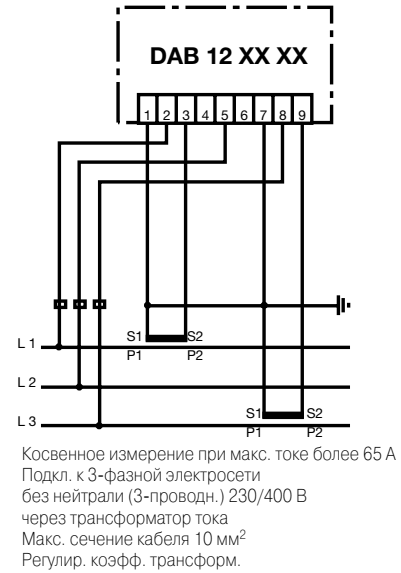 DAB 12 XX XX
1 2 3 4 5 6 7 8 9
S1 S2
L 1
P1 P2
L 2
S1 S2
L 3
P1 P2
Косвенное измерение при макс. токе более 65 A
Подкл. к 3-фазной электросети
без нейтрали (3-проводн.) 230/400 В
через трансформатор тока
Макс. сечение кабеля 10 мм²
Регулир. коэфф. трансформ.